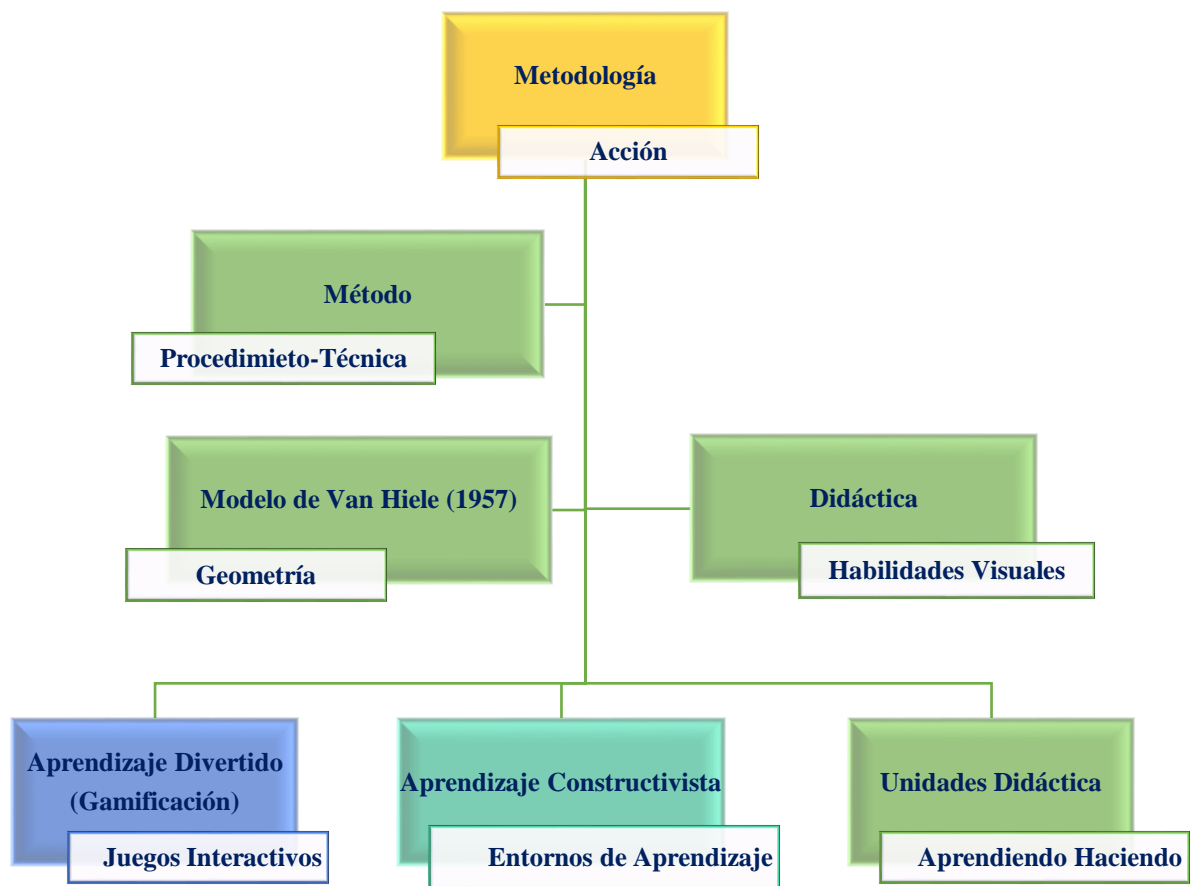 Metodología
Acción
Método
Procedimieto-Técnica
Modelo de Van Hiele (1957)
Geometría
Didáctica
Habilidades Visuales
Aprendizaje Divertido
(Gamificación)
Juegos Interactivos
Aprendizaje Constructivista
Entornos de Aprendizaje
Unidades Didáctica
Aprendiendo Haciendo